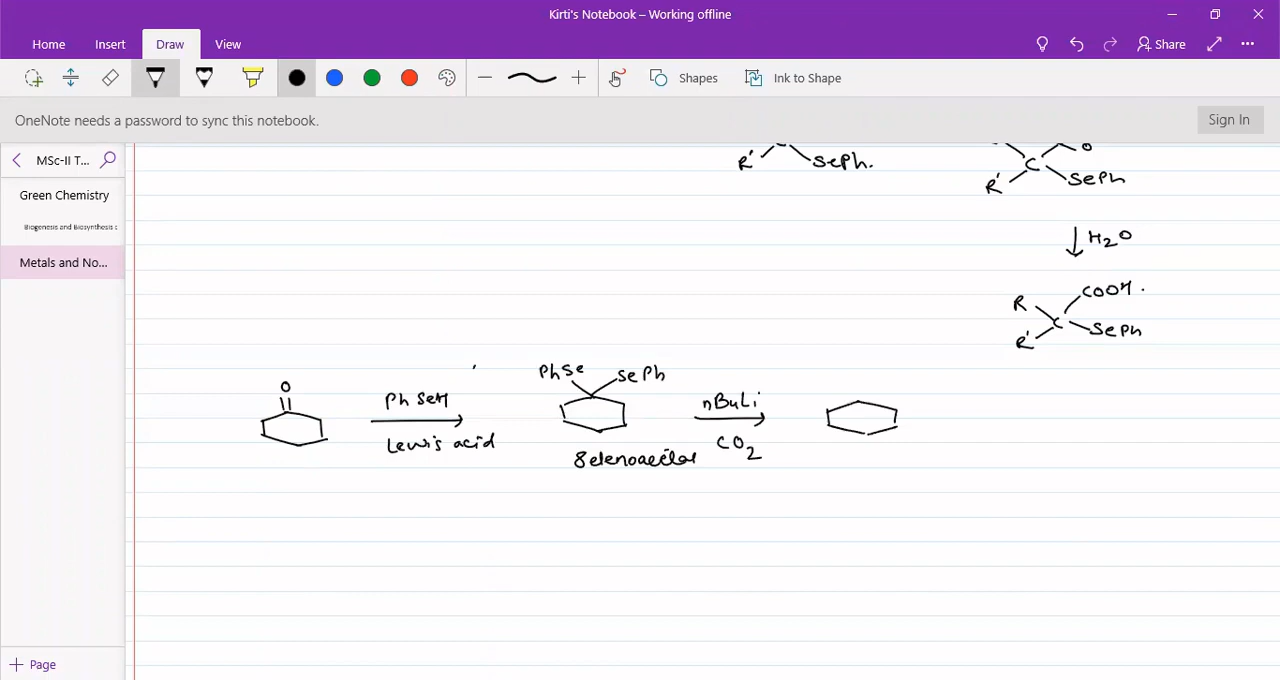 Kirti's Notebook – Working offline
Home Insert Draw View
Share
Shapes Ink to Shape
OneNote needs a password to sync this notebook.
Sign In
MSc-II T...
Green Chemistry
Biogenesis and Biosynthesis
Metals and No...
Page
R' SePh.
C O
R' SePh
H2O
R COOH.
C
R' SePh
O
PhSeH
Lewis acid
PhSe SePh
Selenoacetal
nBuLi
CO2